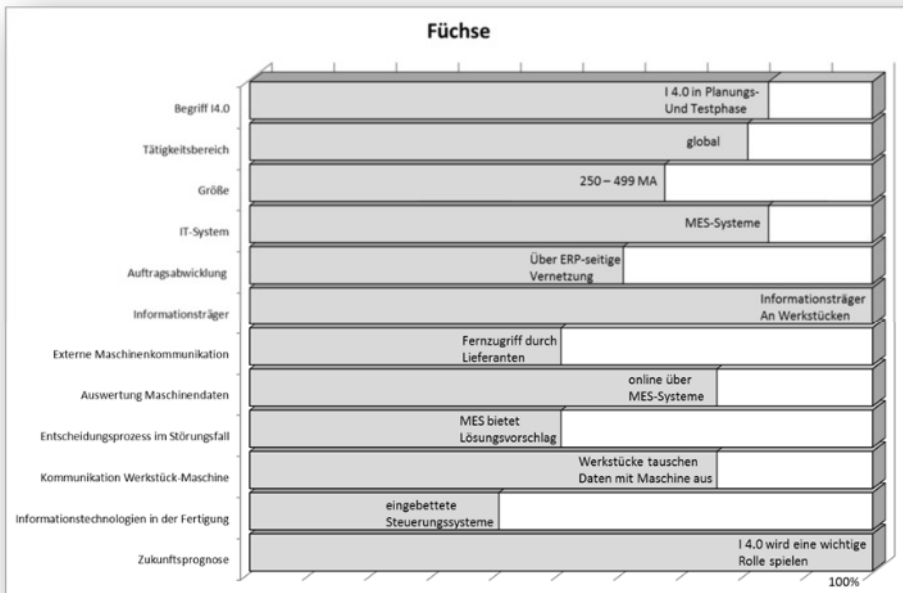 Füchse
Begriff I4.0
I 4.0 in Planungs-
Und Testphase
Tätigkeitsbereich
global
Größe
250 – 499 MA
IT-System
MES-Systeme
Auftragsabwicklung
Über ERP-seitige
Vernetzung
Informationsträger
Informationsträger
An Werkstücken
Externe Maschinenkommunikation
Fernzugriff durch
Lieferanten
Auswertung Maschinendaten
online über
MES-Systeme
Entscheidungsprozess im Störungsfall
MES bietet
Lösungsvorschlag
Kommunikation Werkstück-Maschine
Werkstücke tauschen
Daten mit Maschine aus
Informationstechnologien in der Fertigung
eingebettete
Steuerungssysteme
Zukunftsprognose
I 4.0 wird eine wichtige
Rolle spielen
100%